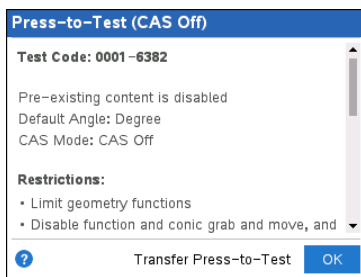 Press-to-Test (CAS Off)
Test Code: 0001-6382
Pre-existing content is disabled
Default Angle: Degree
CAS Mode: CAS Off
Restrictions:
• Limit geometry functions
• Disable function and conic grab and move, and
? Transfer Press-to-Test OK